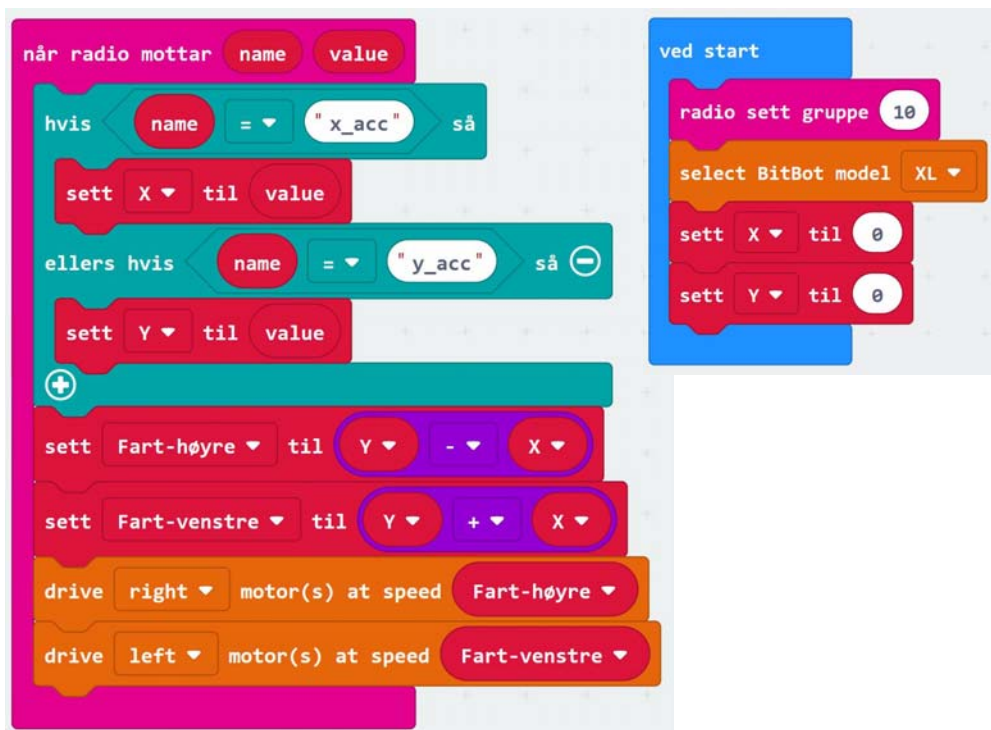 når radio mottar name value
hvis name = "x_acc" så
sett X til value
ellers hvis name = "y_acc" så
sett Y til value
sett Fart-høyre til Y - X
sett Fart-venstre til Y + X
drive right motor(s) at speed Fart-høyre
drive left motor(s) at speed Fart-venstre
ved start
radio sett gruppe 10
select BitBot model XL
sett X til 0
sett Y til 0